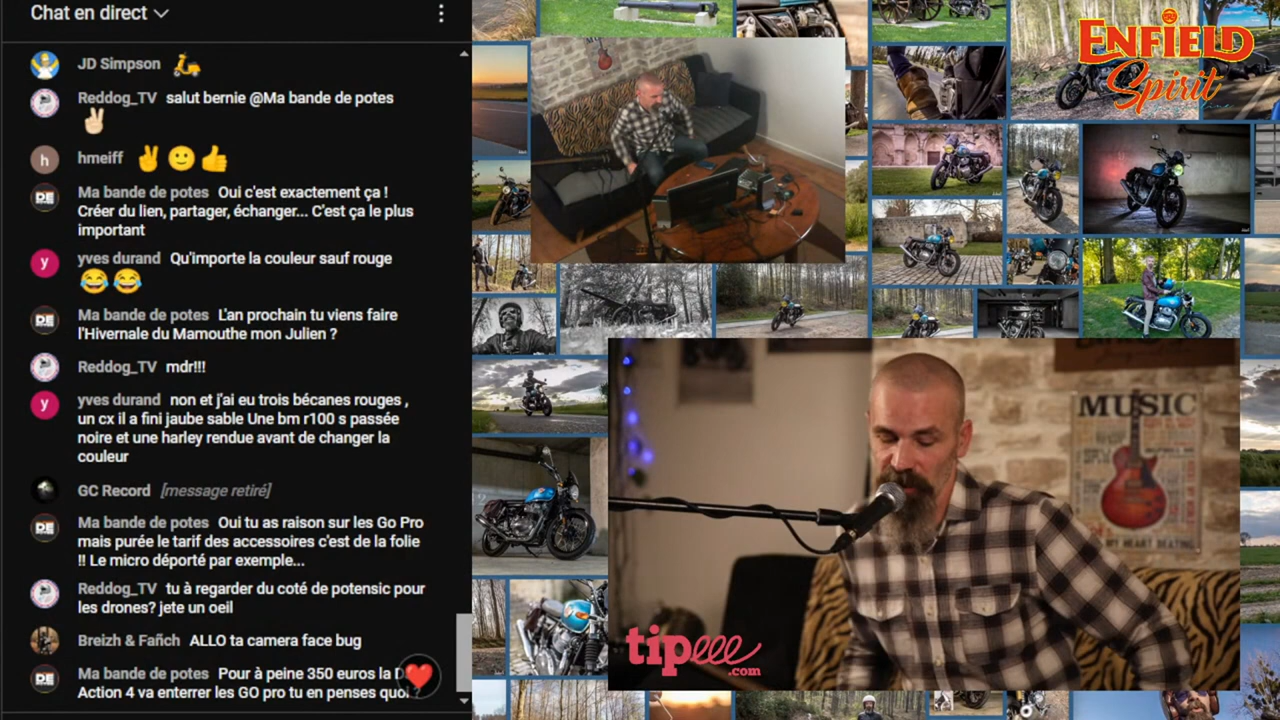 Chat en direct
JD Simpson
Reddog_TV salut bernie @Ma bande de potes
hmeiff
Ma bande de potes Oui c'est exactement ça !
Créer du lien, partager, échanger... C'est ça le plus
important
yves durand Qu'importe la couleur sauf rouge
Ma bande de potes L'an prochain tu viens faire
l'Hivernale du Mamouthe mon Julien ?
Reddog_TV mdr!!!
yves durand non et j'ai eu trois bécanes rouges ,
un cx il a fini jaube sable Une bm r100 s passée
noire et une harley rendue avant de changer la
couleur
GC Record [message retiré]
Ma bande de potes Oui tu as raison sur les Go Pro
mais purée le tarif des accessoires c'est de la folie
!! Le micro déporté par exemple...
Reddog_TV tu à regarder du coté de potensic pour
les drones? jete un oeil
Breizh & Fañch ALLO ta camera face bug
Ma bande de potes Pour à peine 350 euros la
Action 4 va enterrer les GO pro tu en penses quoi ?
ENFIELD
Spirit
MUSIC
MY HEART BEATING
tipeee
.com